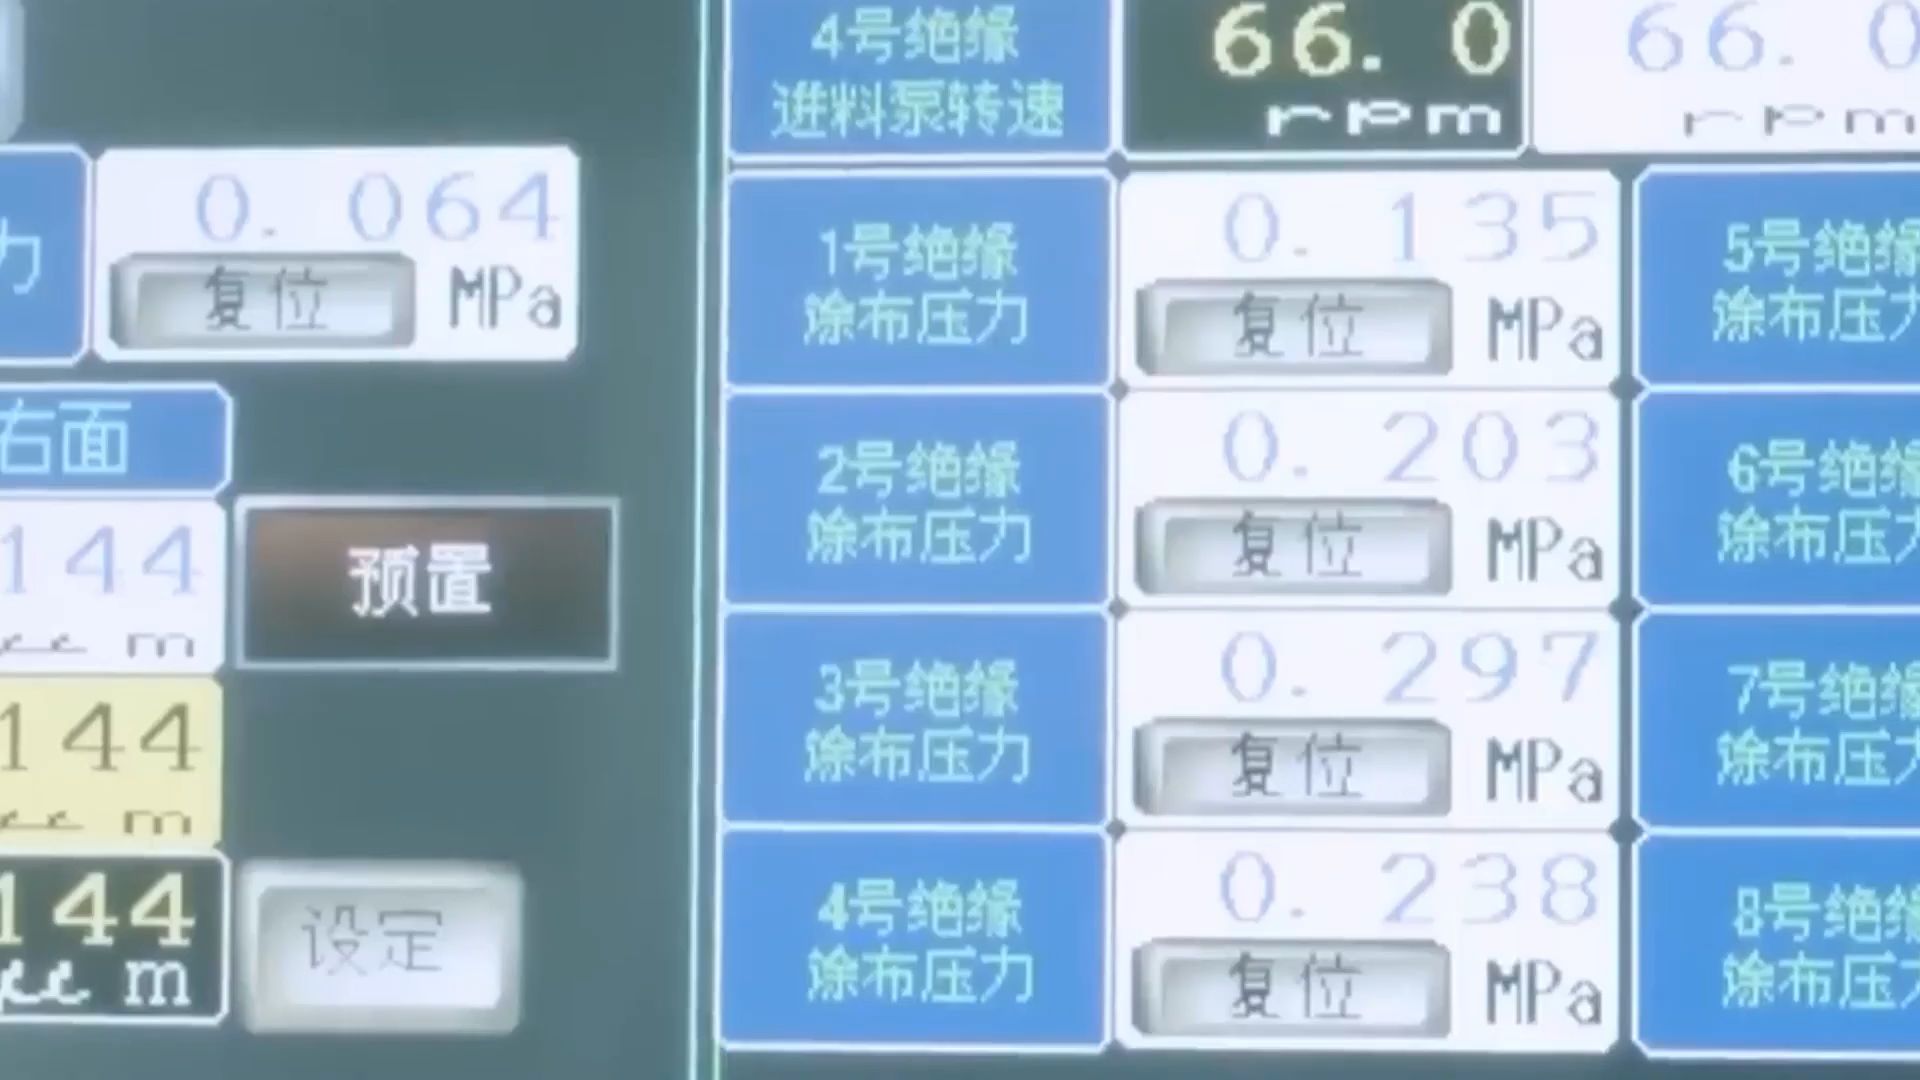 4号绝缘
进料泵转速
66.0
rpm
66.0
rpm
力
0.064
复位
MPa
右面
144
m
预置
144
m
144
m
设定
1号绝缘
涂布压力
0.135
复位
MPa
2号绝缘
涂布压力
0.203
复位
MPa
3号绝缘
涂布压力
0.297
复位
MPa
4号绝缘
涂布压力
0.238
复位
MPa
5号绝缘
涂布压力
6号绝缘
涂布压力
7号绝缘
涂布压力
8号绝缘
涂布压力